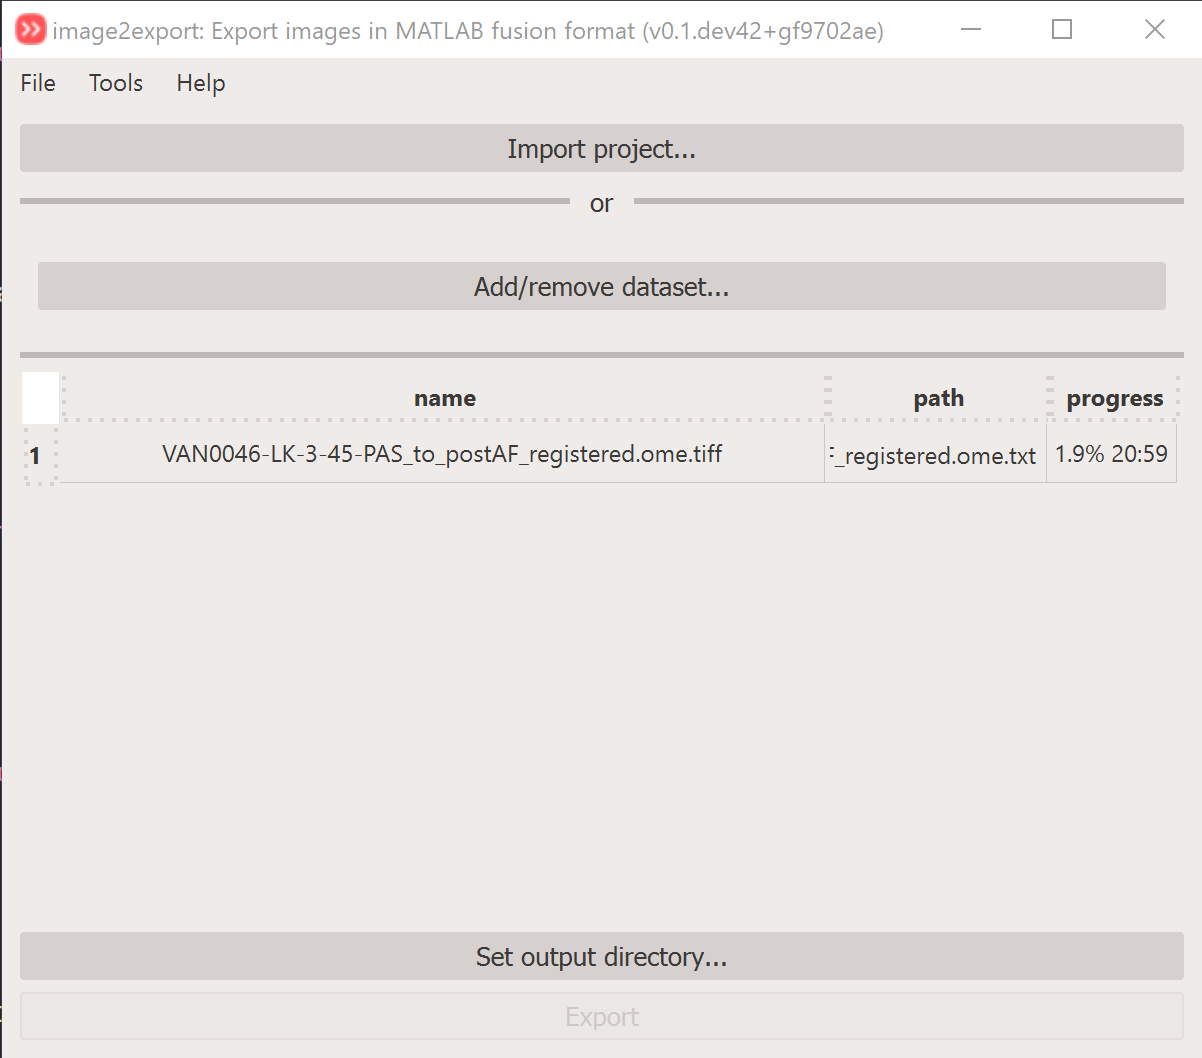 image2export: Export images in MATLAB fusion format (v0.1.dev42+gf9702ae)
File Tools Help
Import project...
or
Add/remove dataset...
name path progress
1 VAN0046-LK-3-45-PAS_to_postAF_registered.ome.tiff _registered.ome.txt 1.9% 20:59
Set output directory...
Export